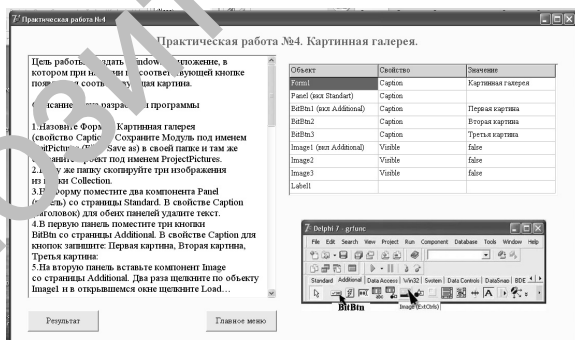 Практическая работа №4
Практическая работа №4. Картинная галерея.
Цель работы: создать Windows приложение, в
котором при нажатии на соответствующей кнопке
появляется соответствующая картина.
Описание хода разработки программы
1.Назовите Форму Картинная галерея
(свойство Caption). Сохраните Модуль под именем
UnitPictures (File - Save as) в своей папке и там же
сохраните проект под именем ProjectPictures.
2.В эту же папку скопируйте три изображения
из папки Collection.
3.На форму поместите два компонента Panel
(панель) со страницы Standard. В свойстве Caption
(заголовок) для обеих панелей удалите текст.
4.В первую панель поместите три кнопки
BitBtn со страницы Additional. В свойстве Caption для
кнопок запишите: Первая картина, Вторая картина,
Третья картина:
5.На вторую панель вставьте компонент Image
со страницы Additional. Два раза щелкните по объекту
Image1 и в открывшемся окне щелкните Load…
Результат
Главное меню
Объект Свойство Значение
Form1 Caption Картинная галерея
Panel (вкл Standart) Caption
BitBtn1 (вкл Additional) Caption Первая картина
BitBtn2 Caption Вторая картина
BitBtn3 Caption Третья картина
Image1 (вкл Additional) Visible false
Image2 Visible false
Image3 Visible false
Label1
Delphi 7 - grfunc
File Edit Search View Project Run Component Database Tools Window Help
Standard Additional Data Access Win32 System Data Controls DataSnap BDE
BitBtn
Image (ExtCtrls)